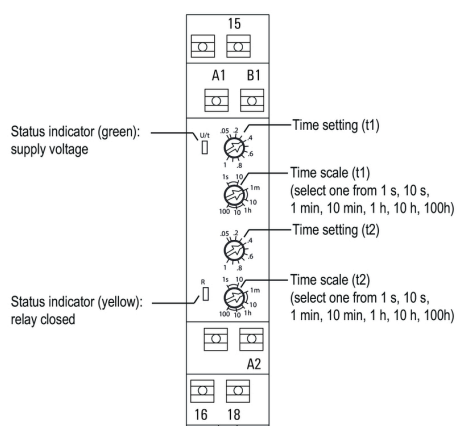 15
A1 B1
Status indicator (green):
supply voltage
U/t
.05 .2 .4 .6 .8 1
Time setting (t1)
1s 10 1m 10 1h 10 100
Time scale (t1)
(select one from 1 s, 10 s,
1 min, 10 min, 1 h, 10 h, 100h)
.05 .2 .4 .6 .8 1
Time setting (t2)
Status indicator (yellow):
relay closed
R
1s 10 1m 10 1h 10 100
Time scale (t2)
(select one from 1 s, 10 s,
1 min, 10 min, 1 h, 10 h, 100h)
A2
16 18